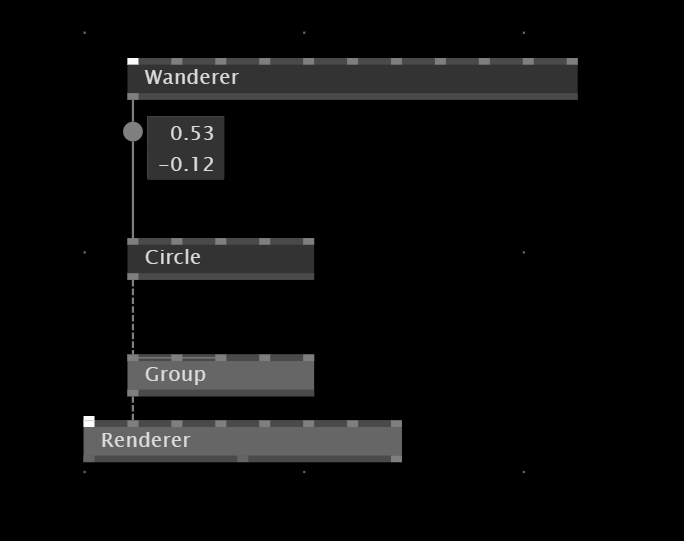 Wanderer
0.53
−0.12
Circle
Group
Renderer